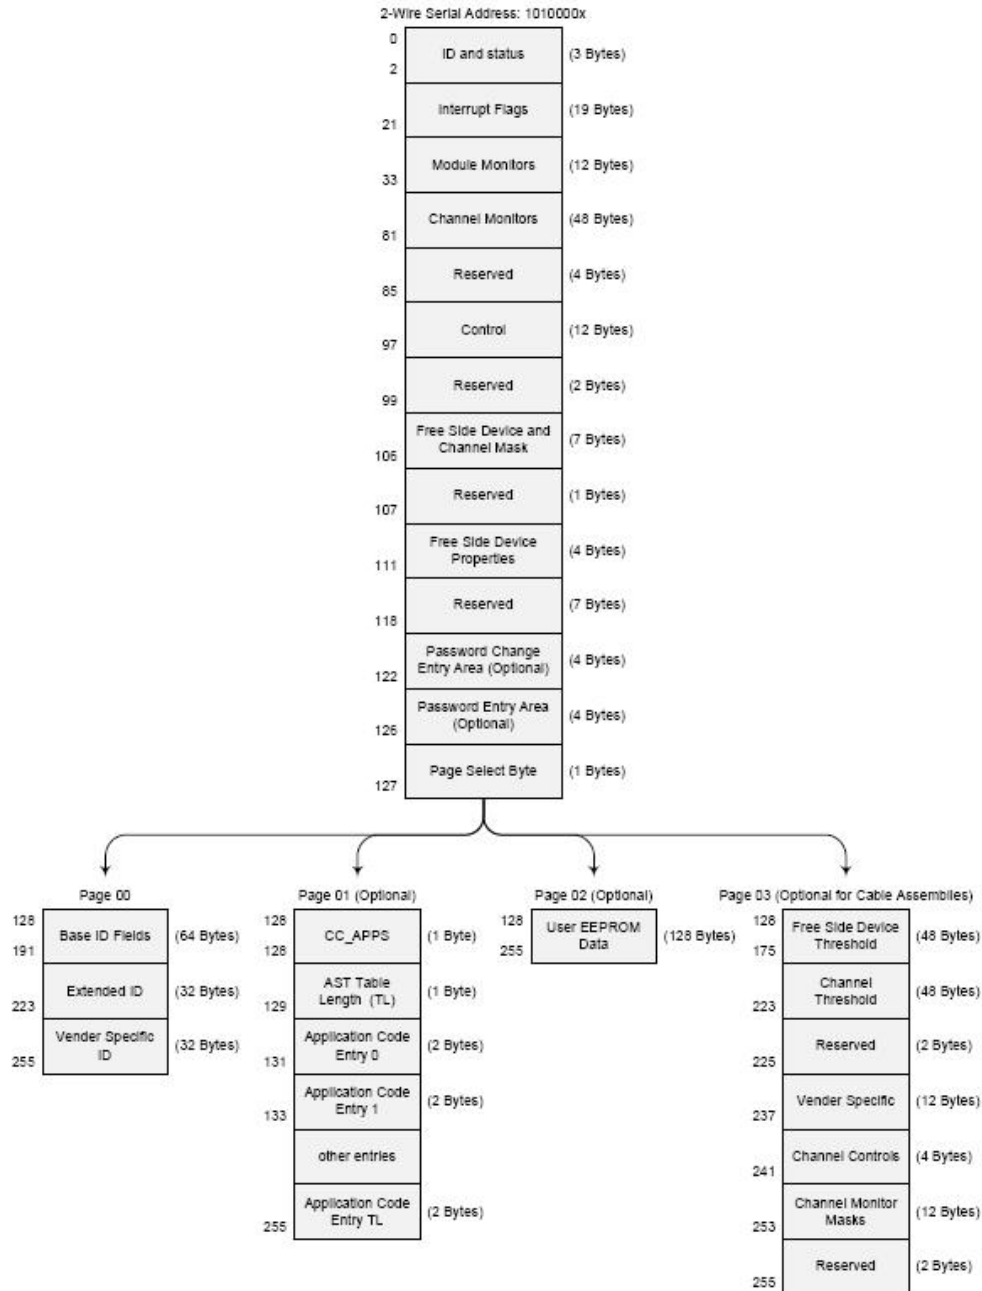 2-Wire Serial Address: 1010000x
0
ID and status
(3 Bytes)
2
Interrupt Flags
(19 Bytes)
21
Module Monitors
(12 Bytes)
33
Channel Monitors
(48 Bytes)
81
Reserved
(4 Bytes)
85
Control
(12 Bytes)
97
Reserved
(2 Bytes)
99
Free Side Device and
Channel Mask
(7 Bytes)
106
Reserved
(1 Bytes)
107
Free Side Device
Properties
(4 Bytes)
111
Reserved
(7 Bytes)
118
Password Change
Entry Area (Optional)
(4 Bytes)
122
Password Entry Area
(Optional)
(4 Bytes)
126
Page Select Byte
(1 Bytes)
127
Page 00
128
Base ID Fields
(64 Bytes)
191
Extended ID
(32 Bytes)
223
Vender Specific
ID
(32 Bytes)
255
Page 01 (Optional)
128
CC_APPS
(1 Byte)
128
AST Table
Length (TL)
(1 Byte)
129
Application Code
Entry 0
(2 Bytes)
131
Application Code
Entry 1
(2 Bytes)
133
other entries
Application Code
Entry TL
(2 Bytes)
255
Page 02 (Optional)
128
User EEPROM
Data
(128 Bytes)
255
Page 03 (Optional for Cable Assemblies)
128
Free Side Device
Threshold
(48 Bytes)
175
Channel
Threshold
(48 Bytes)
223
Reserved
(2 Bytes)
225
Vender Specific
(12 Bytes)
237
Channel Controls
(4 Bytes)
241
Channel Monitor
Masks
(12 Bytes)
253
Reserved
(2 Bytes)
255